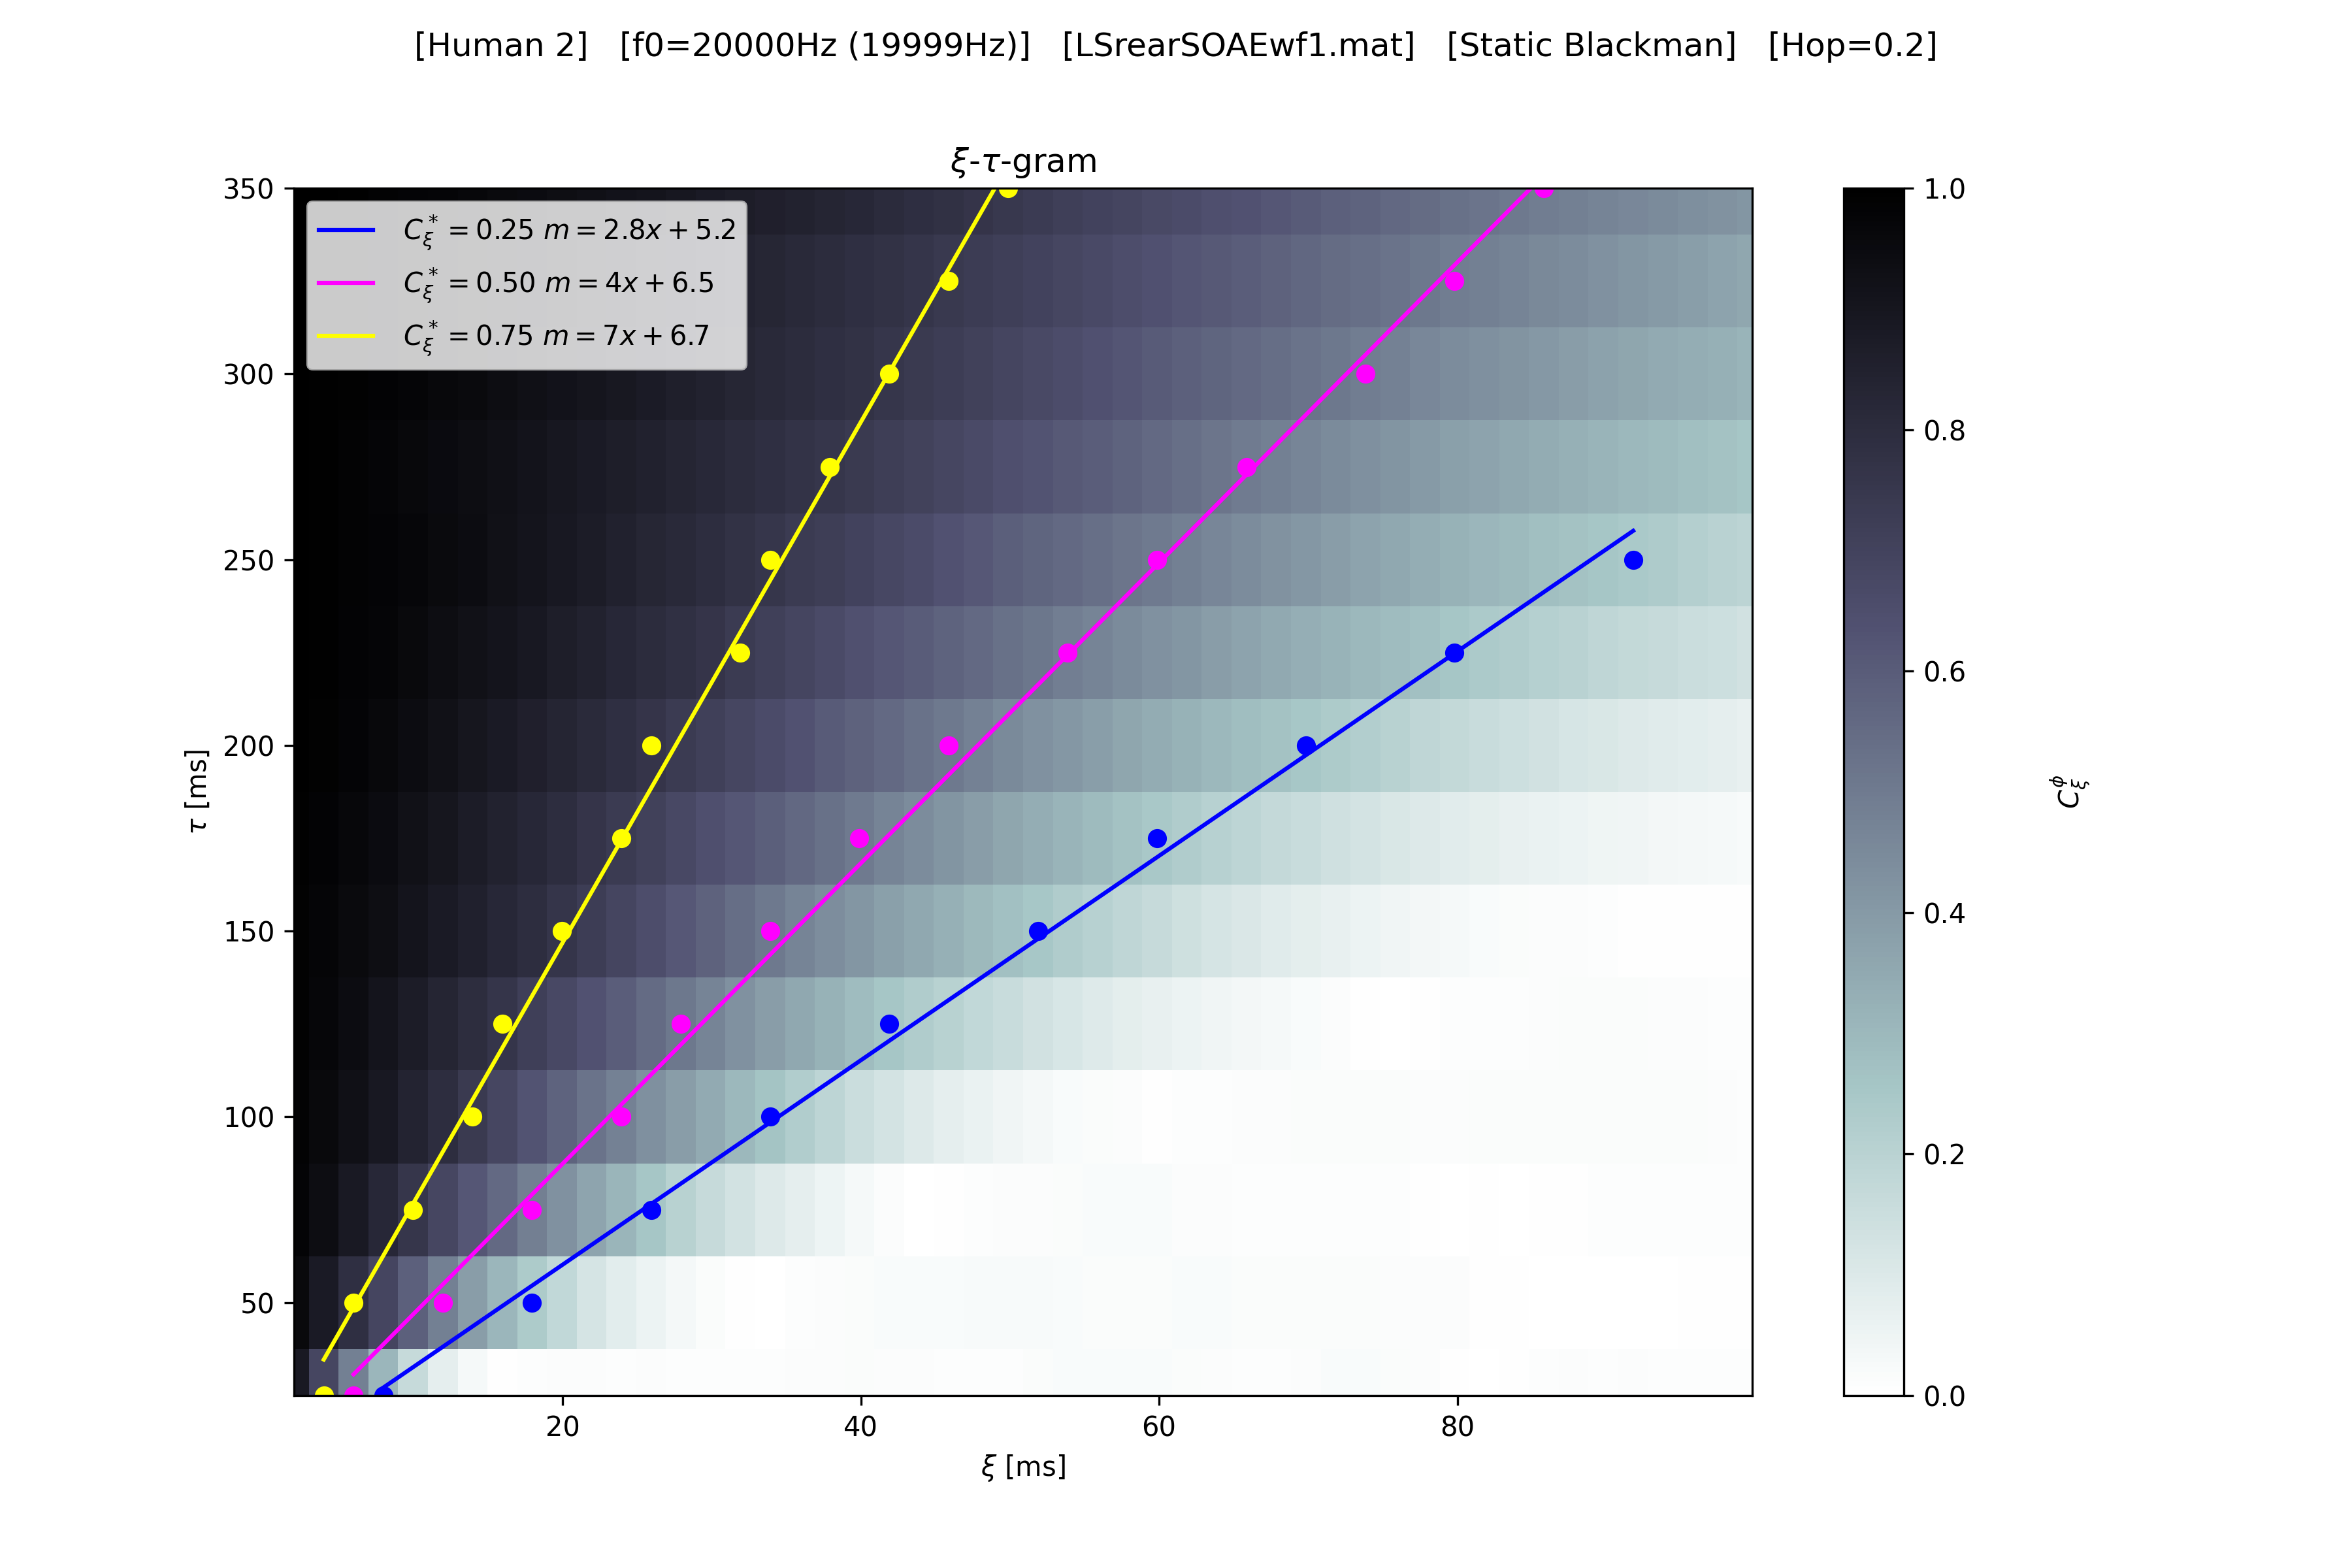 [Human 2] [f0=20000Hz (19999Hz)] [LSrearSOAEwf1.mat] [Static Blackman] [Hop=0.2]
ξ-τ-gram
C*ξ = 0.25 m = 2.8x + 5.2
C*ξ = 0.50 m = 4x + 6.5
C*ξ = 0.75 m = 7x + 6.7
350
300
250
200
150
100
50
τ [ms]
20 40 60 80
ξ [ms]
1.0
0.8
0.6
0.4
0.2
0.0
Cϕξ